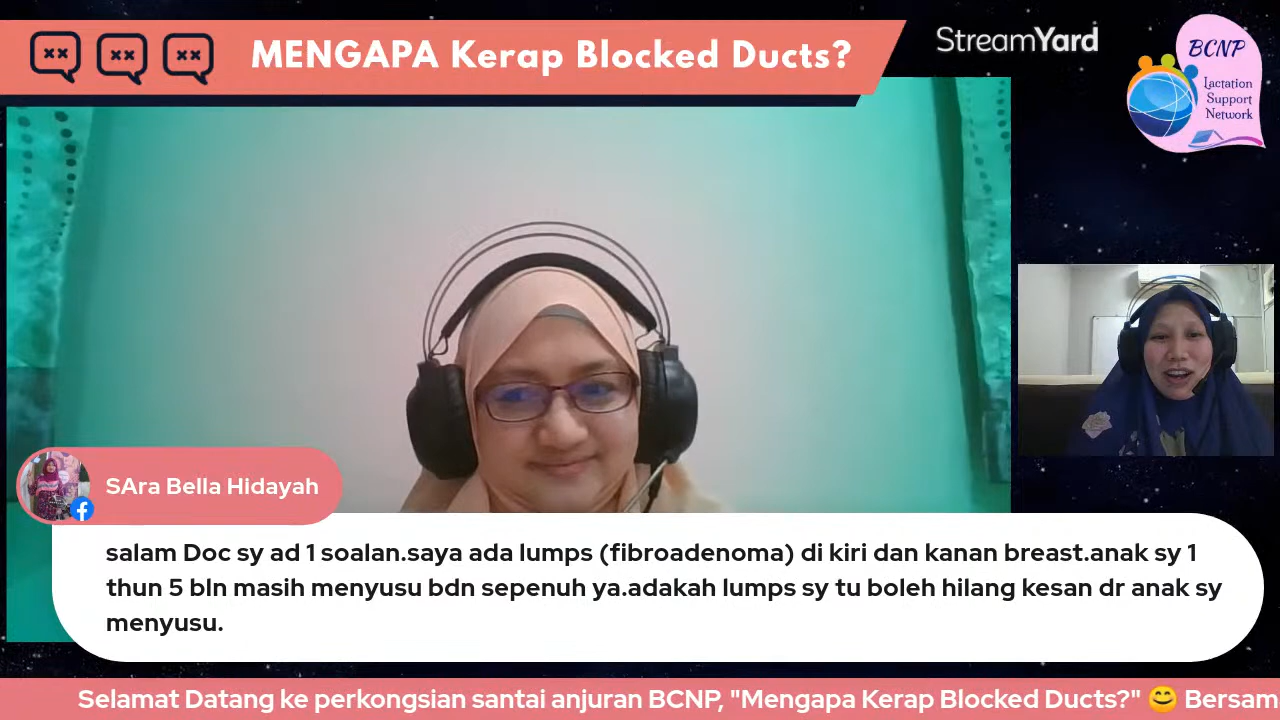 MENGAPA Kerap Blocked Ducts?
StreamYard
BCNP
Lactation
Support
Network
SAra Bella Hidayah
salam Doc sy ad 1 soalan.saya ada lumps (fibroadenoma) di kiri dan kanan breast.anak sy 1
thun 5 bln masih menyusu bdn sepenuh ya.adakah lumps sy tu boleh hilang kesan dr anak sy
menyusu.
Selamat Datang ke perkongsian santai anjuran BCNP, "Mengapa Kerap Blocked Ducts?" 😊 Bersam